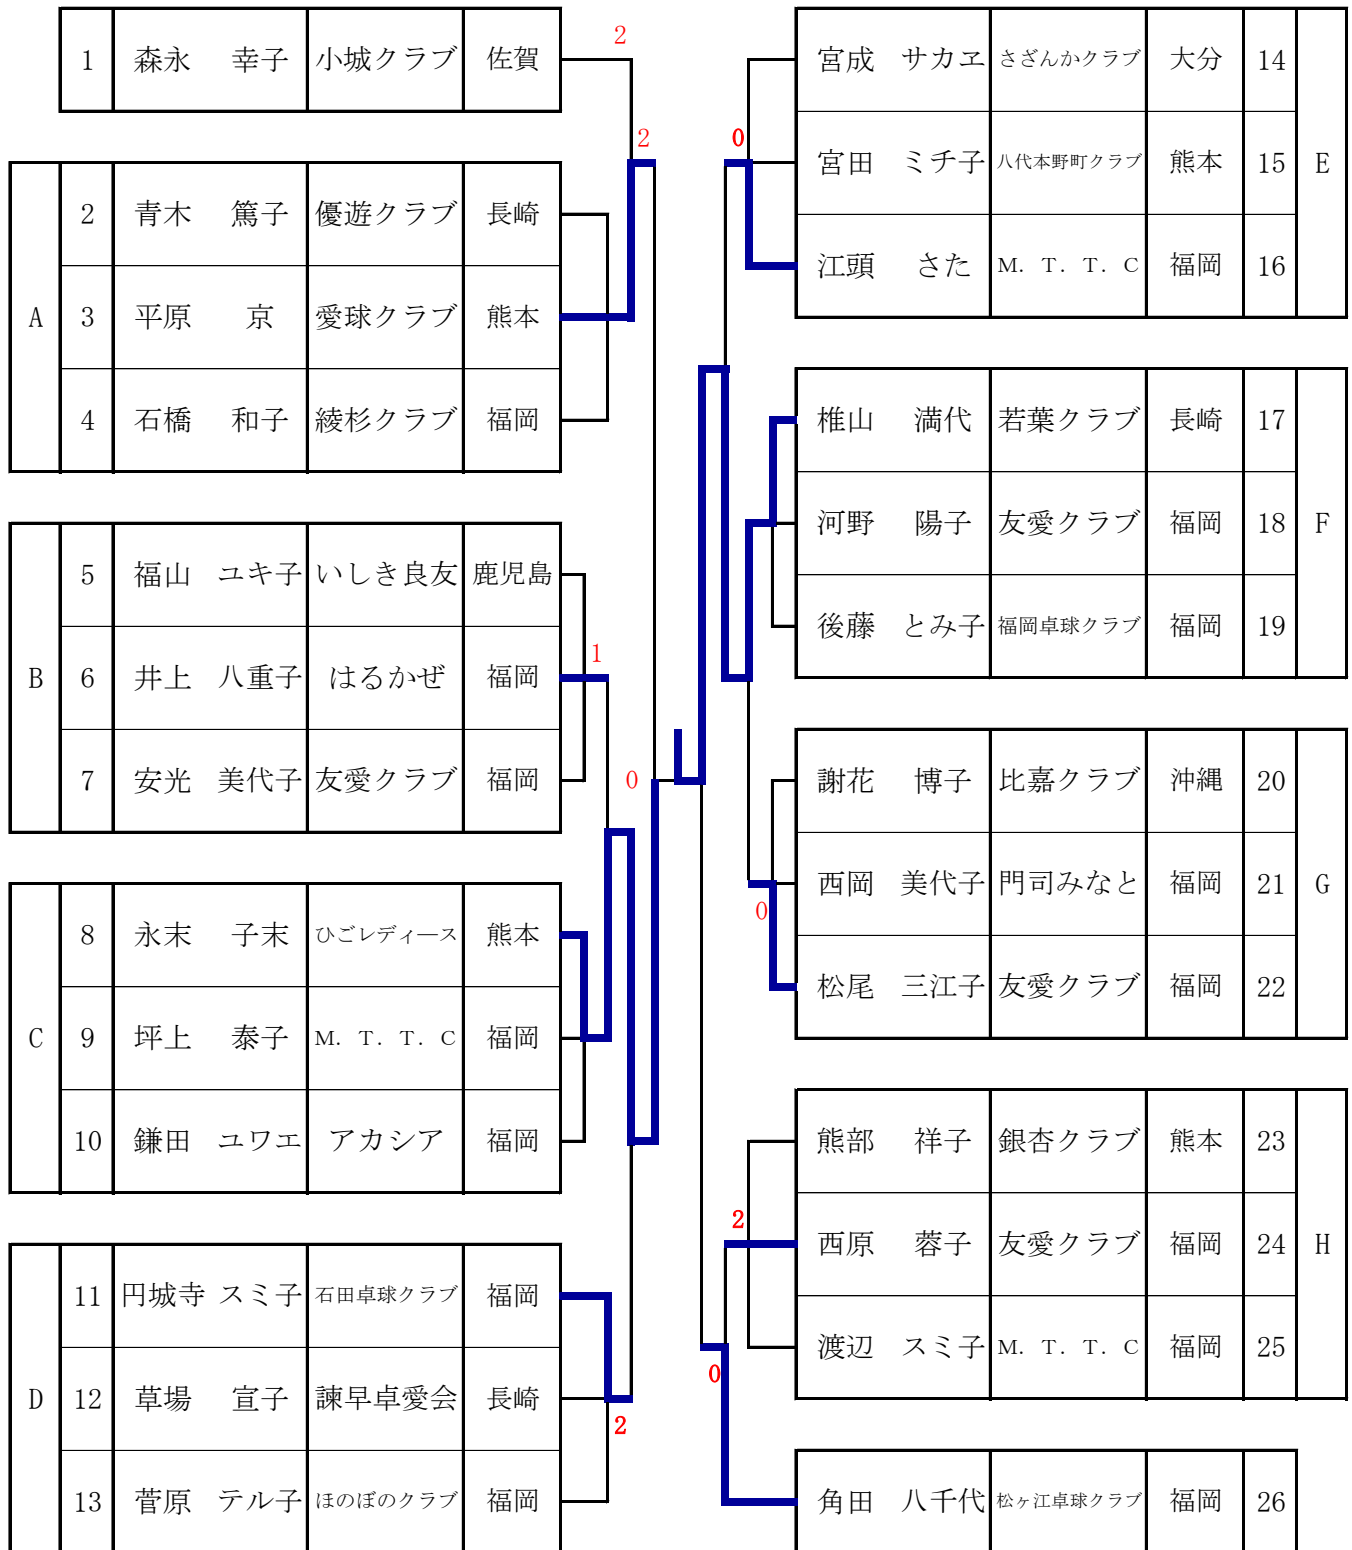 1 森永 幸子 小城クラブ 佐賀
2
2
A
2 青木 篤子 優遊クラブ 長崎
3 平原 京 愛球クラブ 熊本
4 石橋 和子 綾杉クラブ 福岡
B
5 福山 ユキ子 いしき良友 鹿児島
6 井上 八重子 はるかぜ 福岡
7 安光 美代子 友愛クラブ 福岡
1
0
C
8 永末 子末 ひごレディース 熊本
9 坪上 泰子 M．T．T．C 福岡
10 鎌田 ユワエ アカシア 福岡
D
11 円城寺 スミ子 石田卓球クラブ 福岡
12 草場 宣子 諫早卓愛会 長崎
13 菅原 テル子 ほのぼのクラブ 福岡
2
宮成 サカヱ さざんかクラブ 大分 14
宮田 ミチ子 八代本野町クラブ 熊本 15
江頭 さた M．T．T．C 福岡 16
E
0
椎山 満代 若葉クラブ 長崎 17
河野 陽子 友愛クラブ 福岡 18
後藤 とみ子 福岡卓球クラブ 福岡 19
F
謝花 博子 比嘉クラブ 沖縄 20
西岡 美代子 門司みなと 福岡 21
松尾 三江子 友愛クラブ 福岡 22
G
0
熊部 祥子 銀杏クラブ 熊本 23
西原 蓉子 友愛クラブ 福岡 24
渡辺 スミ子 M．T．T．C 福岡 25
H
2
0
角田 八千代 松ヶ江卓球クラブ 福岡 26